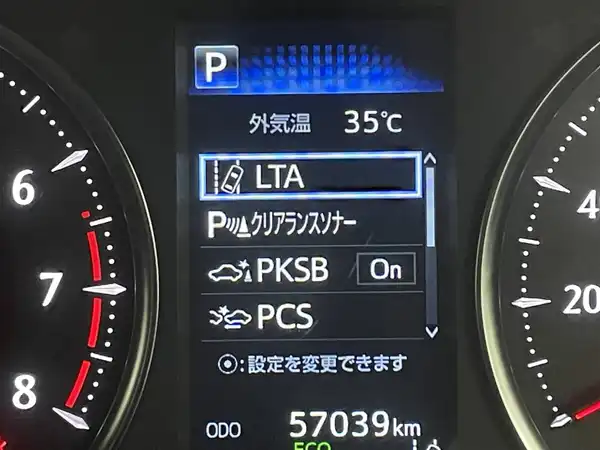 P
外気温 35℃
LTA
P クリアランスソナー
PKSB On
PCS
:設定を変更できます
ODO 57039km
ECO
6
7
8
4
20